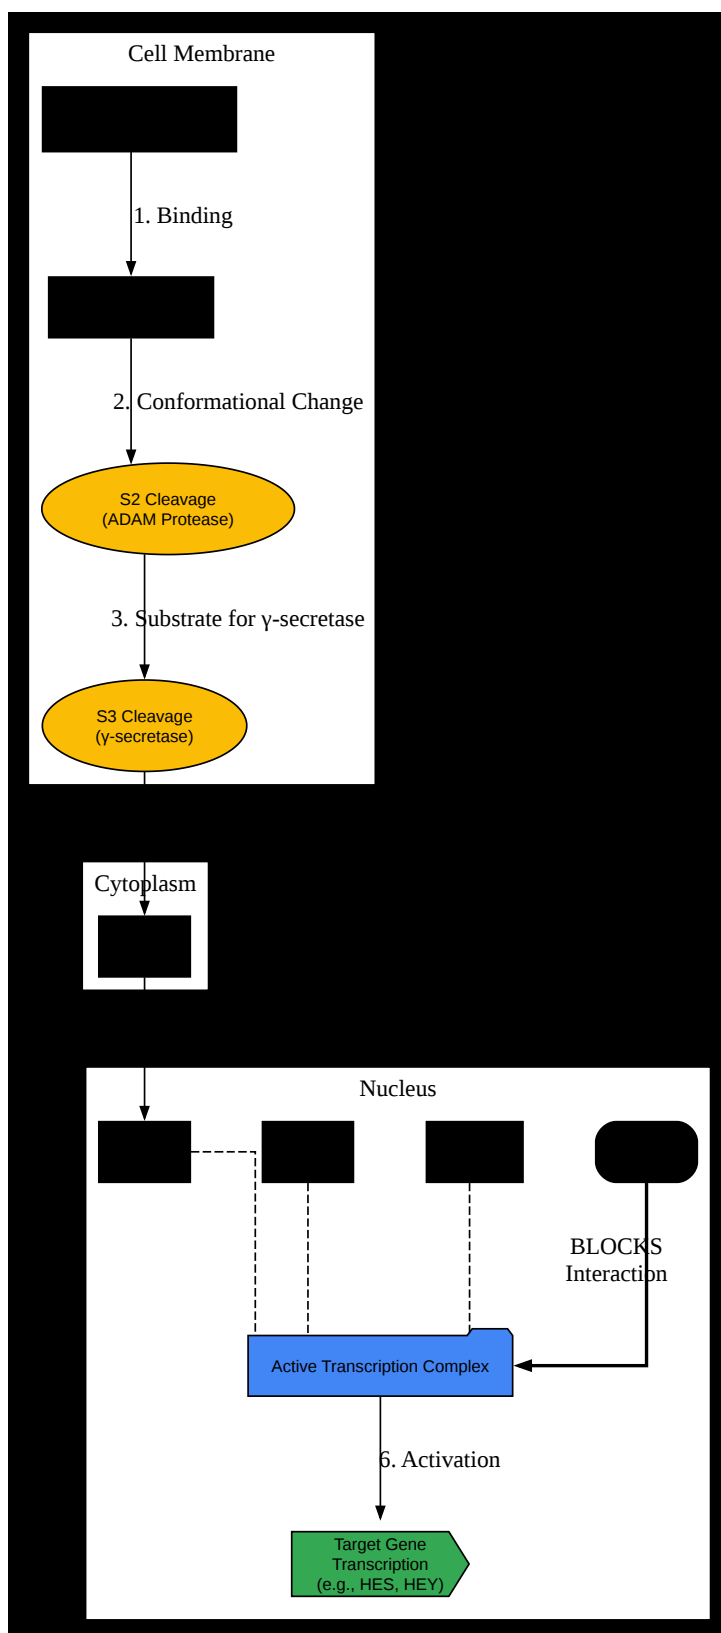 Cell Membrane
1. Binding
2. Conformational Change
S2 Cleavage
(ADAM Protease)
3. Substrate for γ-secretase
S3 Cleavage
(γ-secretase)
Cytoplasm
Nucleus
BLOCKS
Interaction
Active Transcription Complex
6. Activation
Target Gene
Transcription
(e.g., HES, HEY)